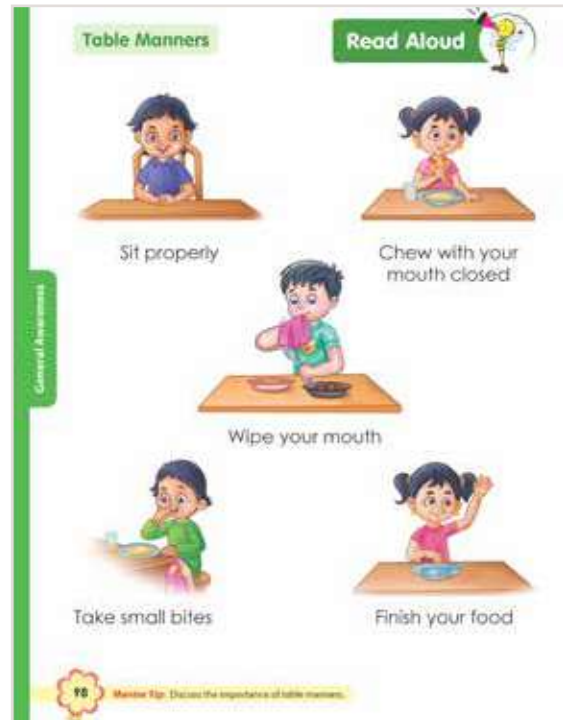 Table Manners
Read Aloud
Sit properly
Chew with your
mouth closed
General Awareness
Wipe your mouth
Take small bites
Finish your food
98
Mentor Tip: Discuss the importance of table manners.